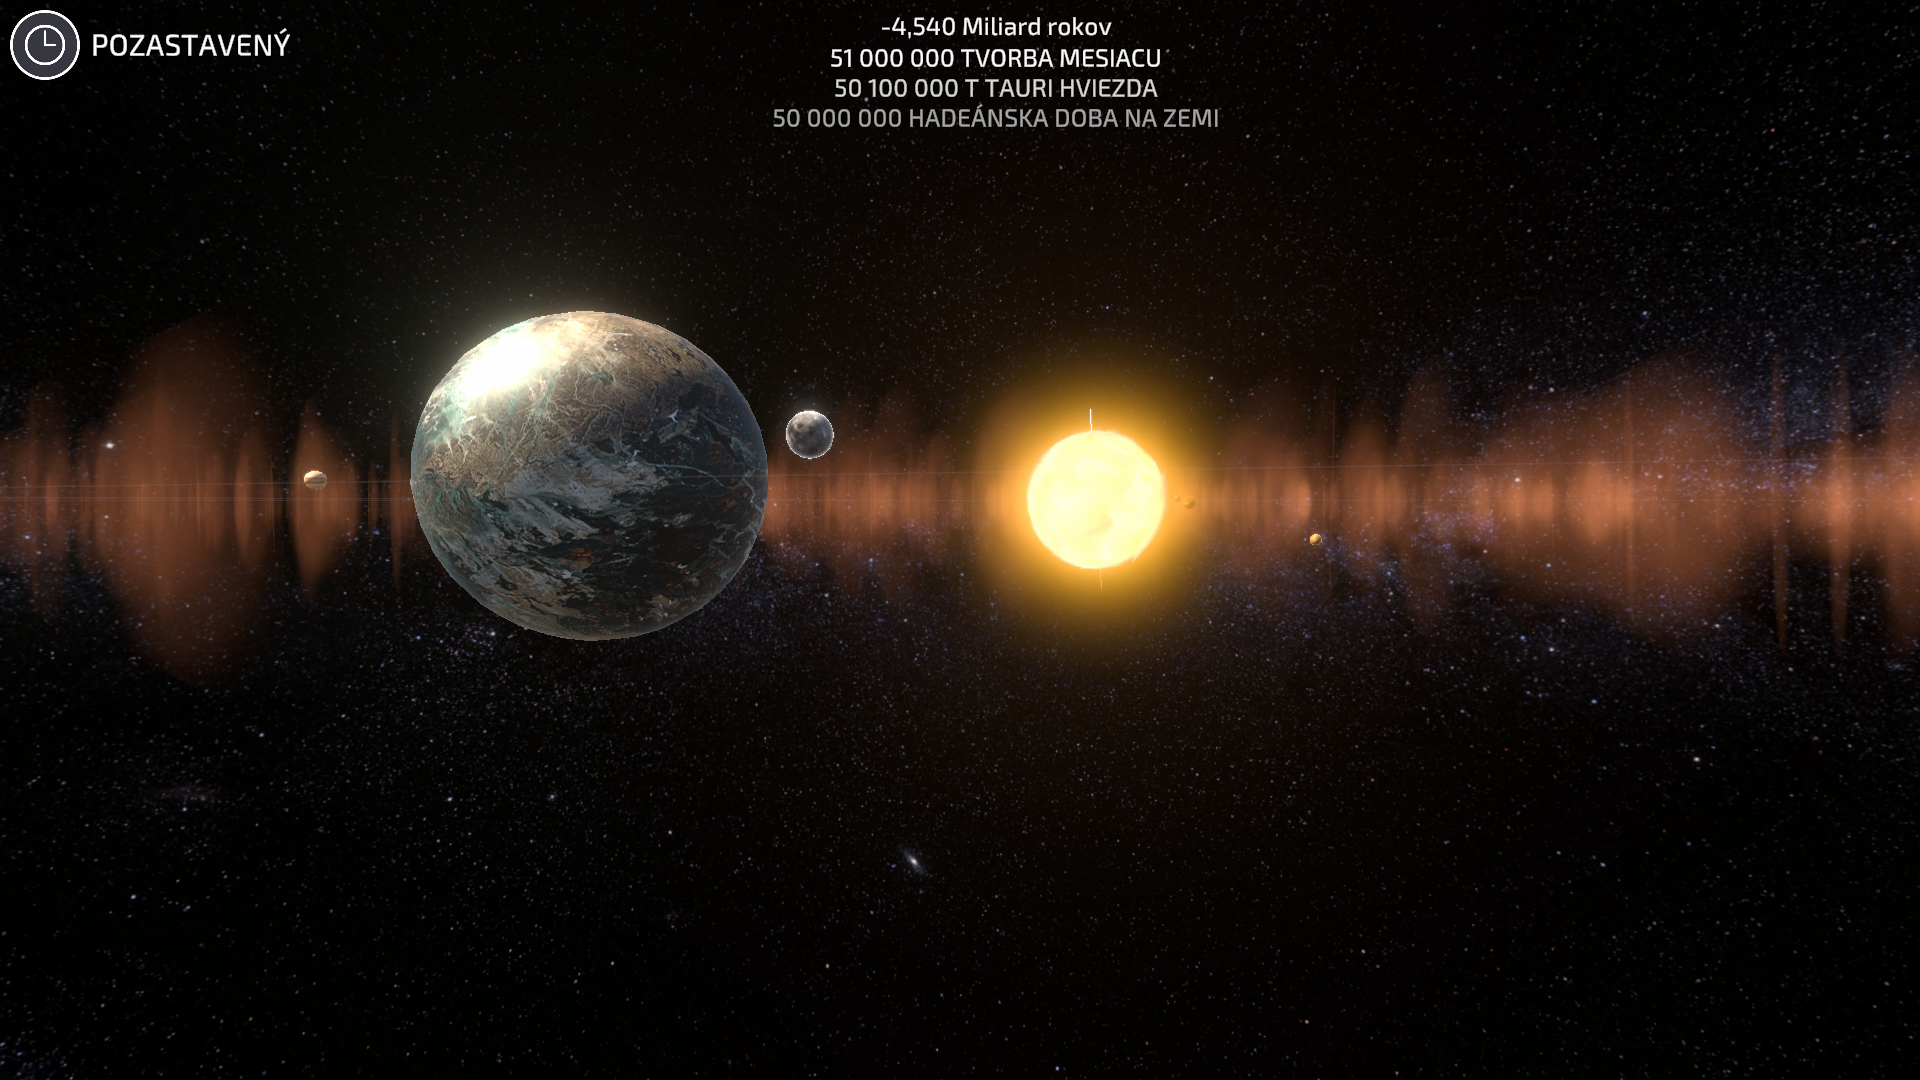 POZASTAVENÝ
-4,540 Miliard rokov
51 000 000 TVORBA MESIACU
50 100 000 T TAURI HVIEZDA
50 000 000 HADEÁNSKA DOBA NA ZEMI